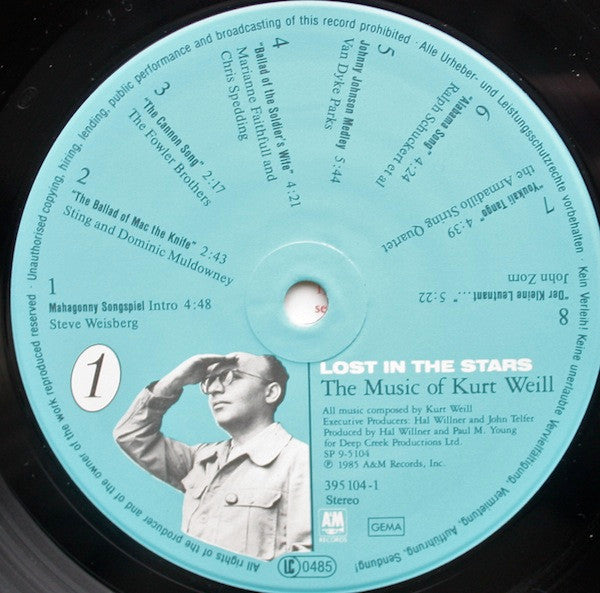 Unauthorised copying, hiring, lending, public performance and broadcasting of this record prohibited · Alle Urheber- und Leistungsschutzrechte vorbehalten · Kein Verleih! Keine unerlaubte Vervielfältigung, Vermietung, Aufführung, Sendung!
All rights of the producer and of the owner of the work reproduced reserved ·
1
Mahagonny Songspiel Intro 4:48
Steve Weisberg
2
"The Ballad of Mac the Knife" 2:43
Sting and Dominic Muldowney
3
"The Cannon Song" 2:17
The Fowler Brothers
4
"Ballad of the Soldier's Wife" 4:21
Marianne Faithfull and
Chris Spedding
5
Johnny Johnson Medley 5:44
Van Dyke Parks
6
"Alabama Song" 4:24
Ralph Schuckert et al
7
"Youkali Tango" 4:39
the Armadillo String Quartet
8
"Der Kleine Leutnant...." 5:22
John Zorn
1
LOST IN THE STARS
The Music of Kurt Weill
All music composed by Kurt Weill
Executive Producers: Hal Willner and John Telfer
Produced by Hal Willner and Paul M. Young
for Deep Creek Productions Ltd.
SP 9-5104
℗ 1985 A&M Records, Inc.
395 104-1
Stereo
A&M
RECORDS
GEMA
LC 0485